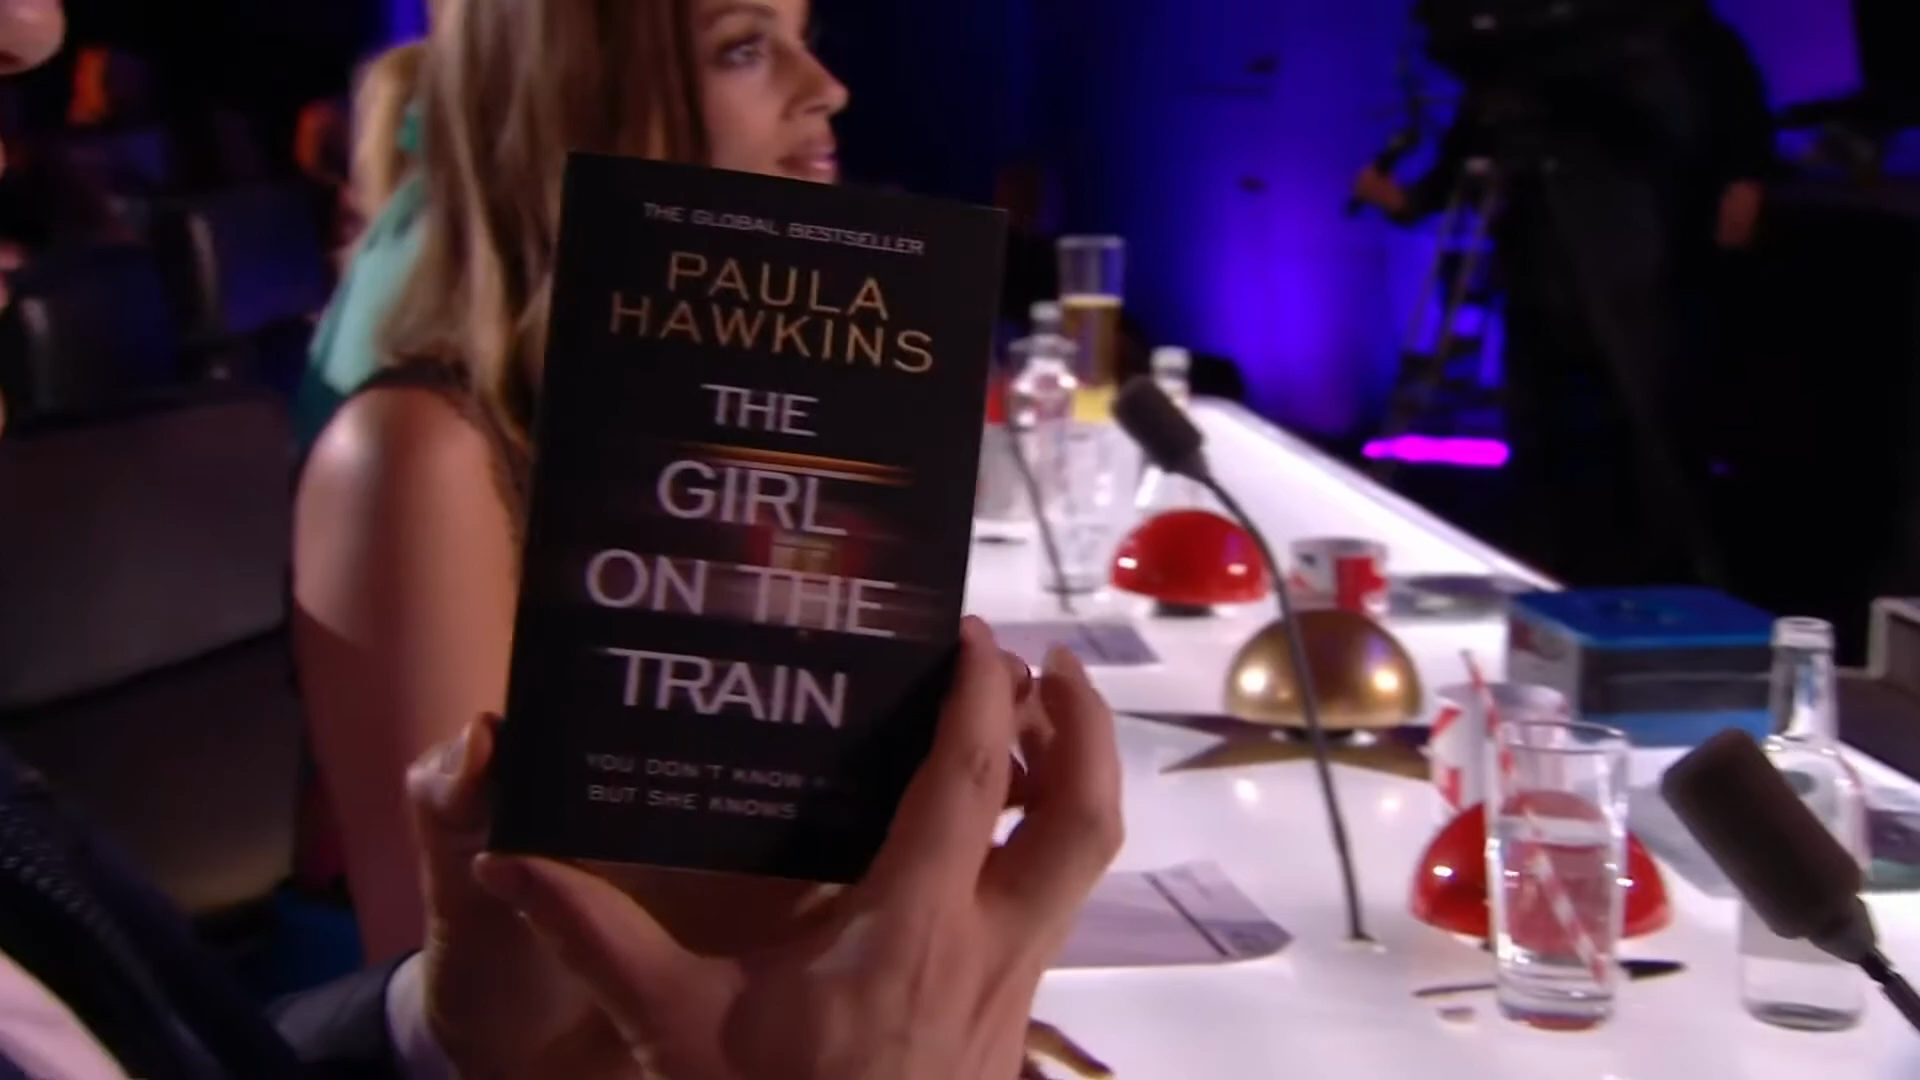 THE GLOBAL BESTSELLER
PAULA
HAWKINS
THE
GIRL
ON THE
TRAIN
YOU DON'T KNOW
BUT SHE KNOWS